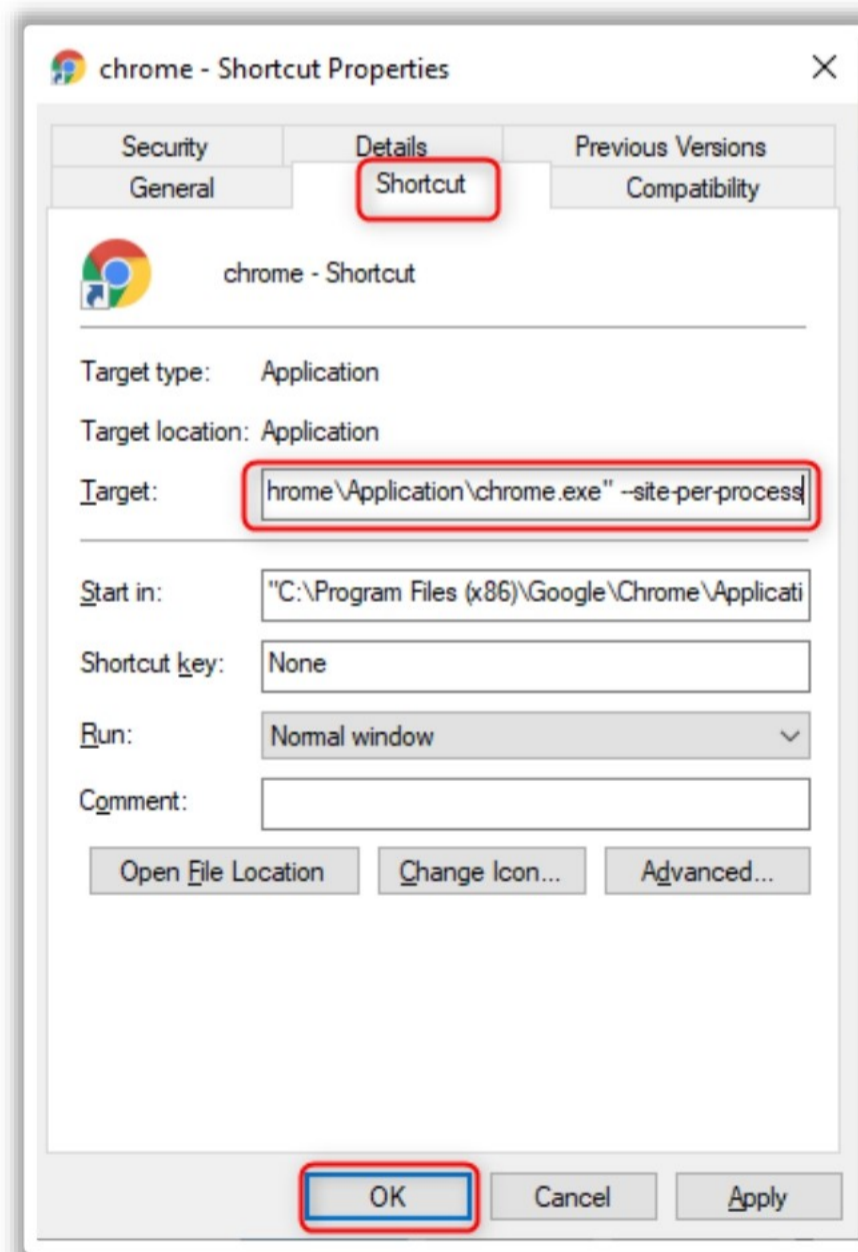 chrome - Shortcut Properties
Security Details Previous Versions
General Shortcut Compatibility
chrome - Shortcut
Target type: Application
Target location: Application
Target: hrome\Application\chrome.exe" --site-per-process
Start in: "C:\Program Files (x86)\Google\Chrome\Applicati
Shortcut key: None
Run: Normal window
Comment:
Open File Location Change Icon... Advanced...
OK Cancel Apply